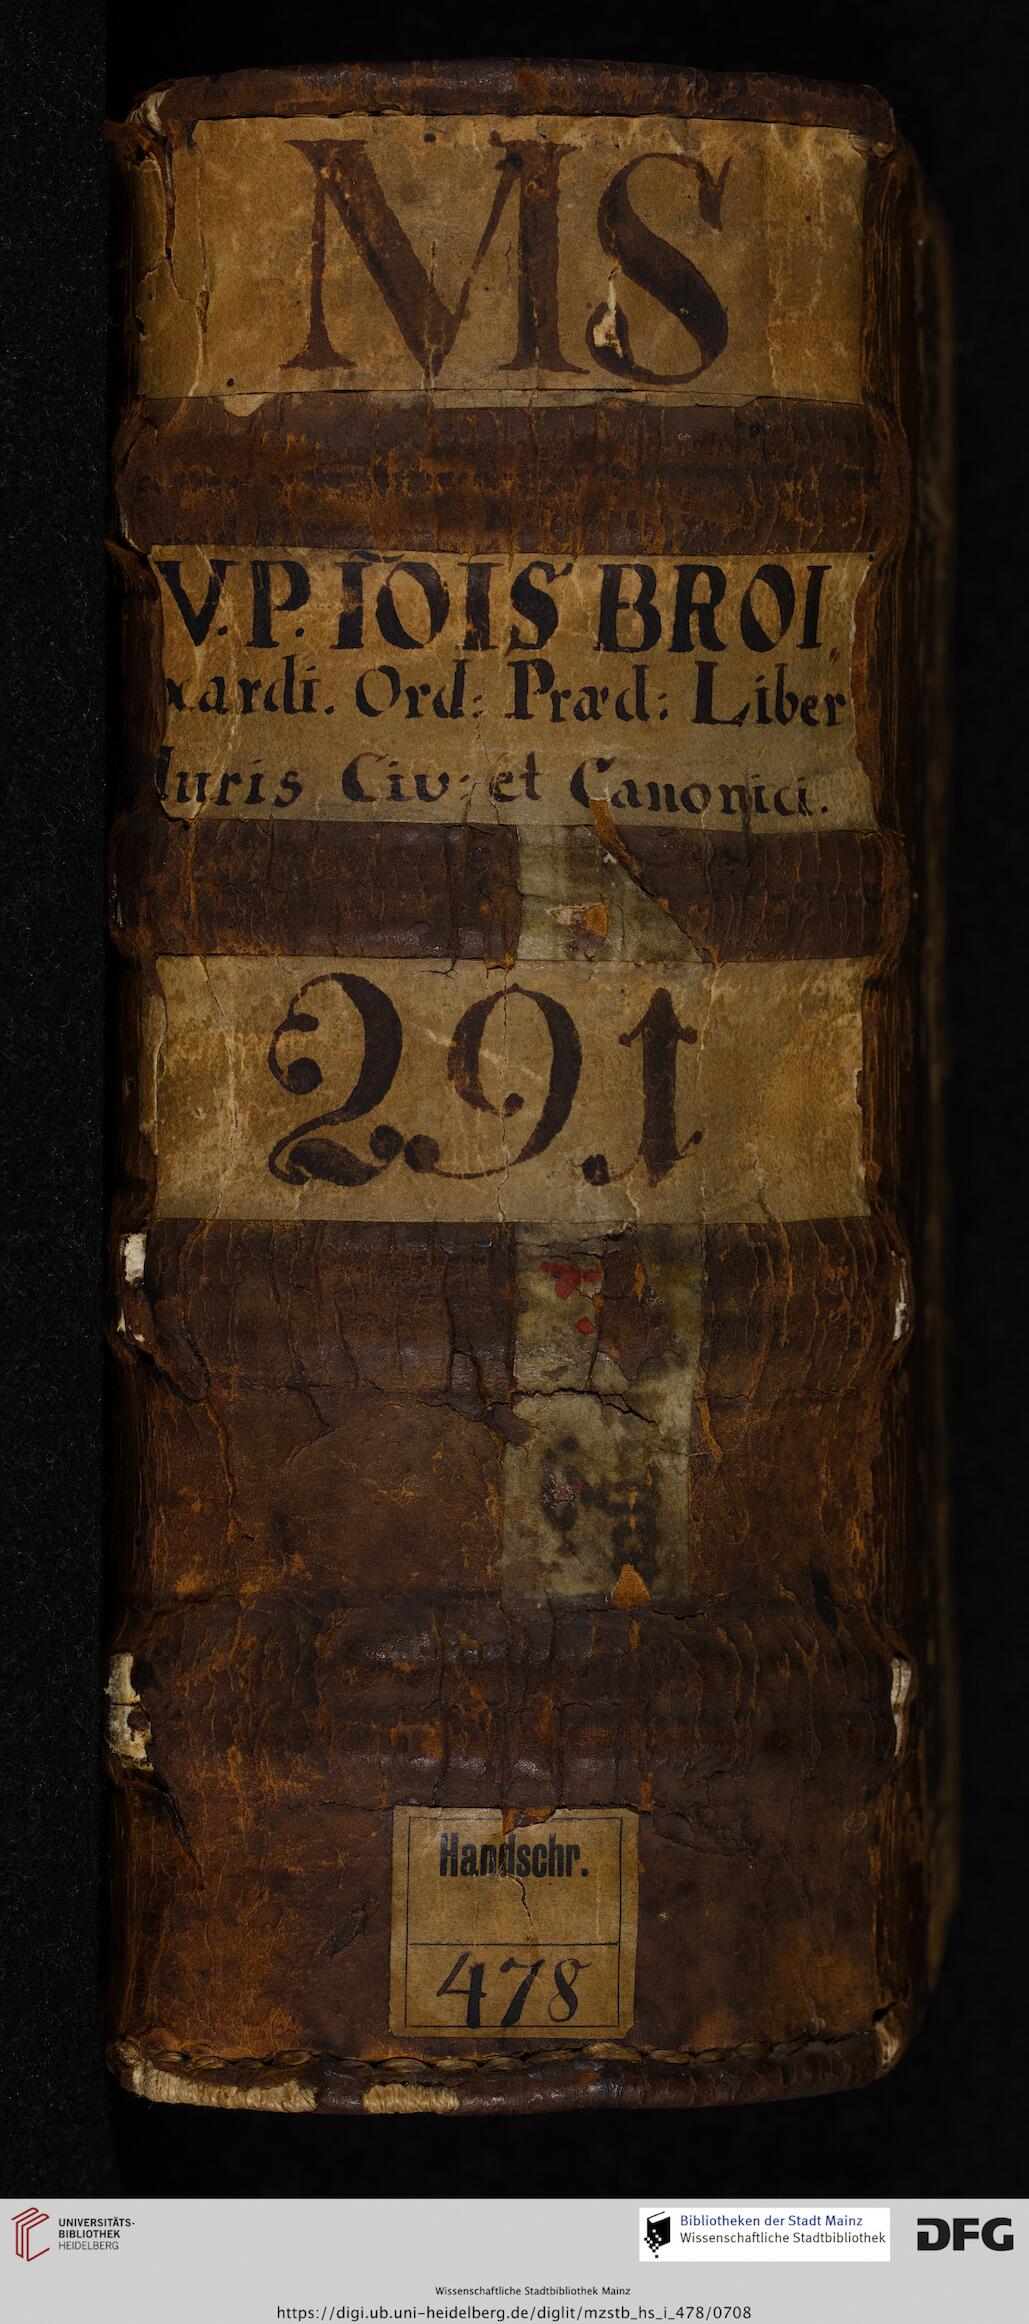 MS
V.P. IOIS BROI
xardi. Ord: Præd: Liber
Iuris Civ: et Canonici.
291
Handschr.
478
UNIVERSITÄTS-
BIBLIOTHEK
HEIDELBERG
Bibliotheken der Stadt Mainz
Wissenschaftliche Stadtbibliothek
DFG
Wissenschaftliche Stadtbibliothek Mainz
https://digi.ub.uni-heidelberg.de/diglit/mzstb_hs_i_478/0708